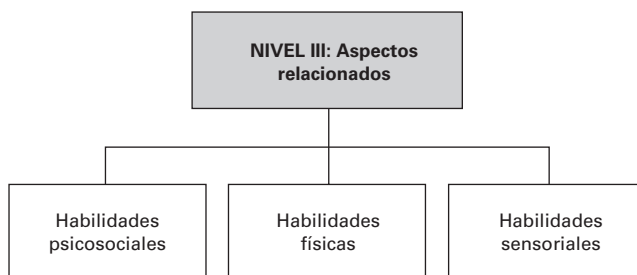 NIVEL III: Aspectos
relacionados
Habilidades
psicosociales
Habilidades
físicas
Habilidades
sensoriales